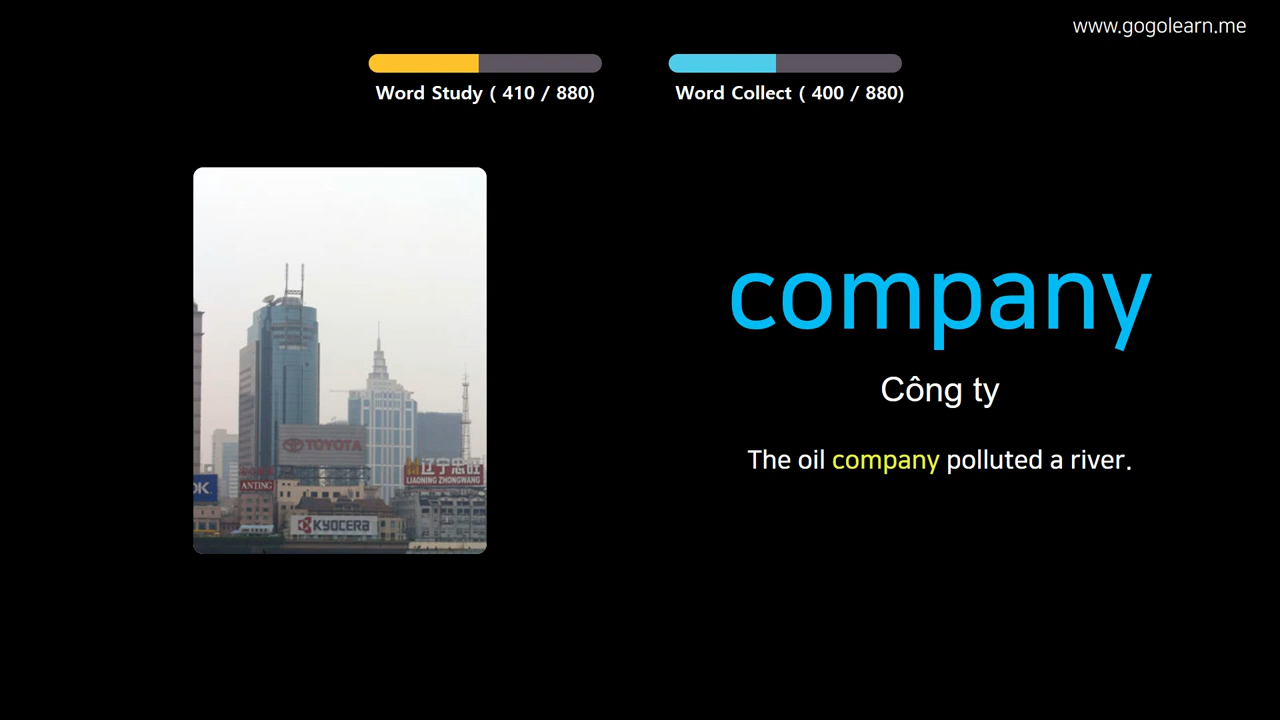 www.gogolearn.me
Word Study ( 410 / 880)
Word Collect ( 400 / 880)
company
Công ty
The oil company polluted a river.
TOYOTA
辽宁忠旺
LIAONING ZHONGWANG
ANTING
KYOCERA